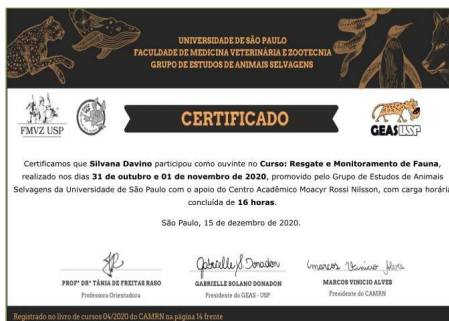 UNIVERSIDADE DE SÃO PAULO
FACULDADE DE MEDICINA VETERINÁRIA E ZOOTECNIA
GRUPO DE ESTUDOS DE ANIMAIS SELVAGENS
FMVZ USP
CERTIFICADO
GEAS USP
Certificamos que Silvana Davino participou como ouvinte no Curso: Resgate e Monitoramento de Fauna,
realizado nos dias 31 de outubro e 01 de novembro de 2020, promovido pelo Grupo de Estudos de Animais
Selvagens da Universidade de São Paulo com o apoio do Centro Acadêmico Moacyr Rossi Nilsson, com carga horária
concluída de 16 horas.
São Paulo, 15 de dezembro de 2020.
Gabrielle S Donadon
Marcos Vinicio Alves
PROFª DRª TÂNIA DE FREITAS RASO
GABRIELLE SOLANO DONADON
MARCOS VINICIO ALVES
Professora Orientadora
Presidente do GEAS - USP
Presidente do CAMRN
Registrado no livro de cursos 04/2020 do CAMRN na página 14 frente